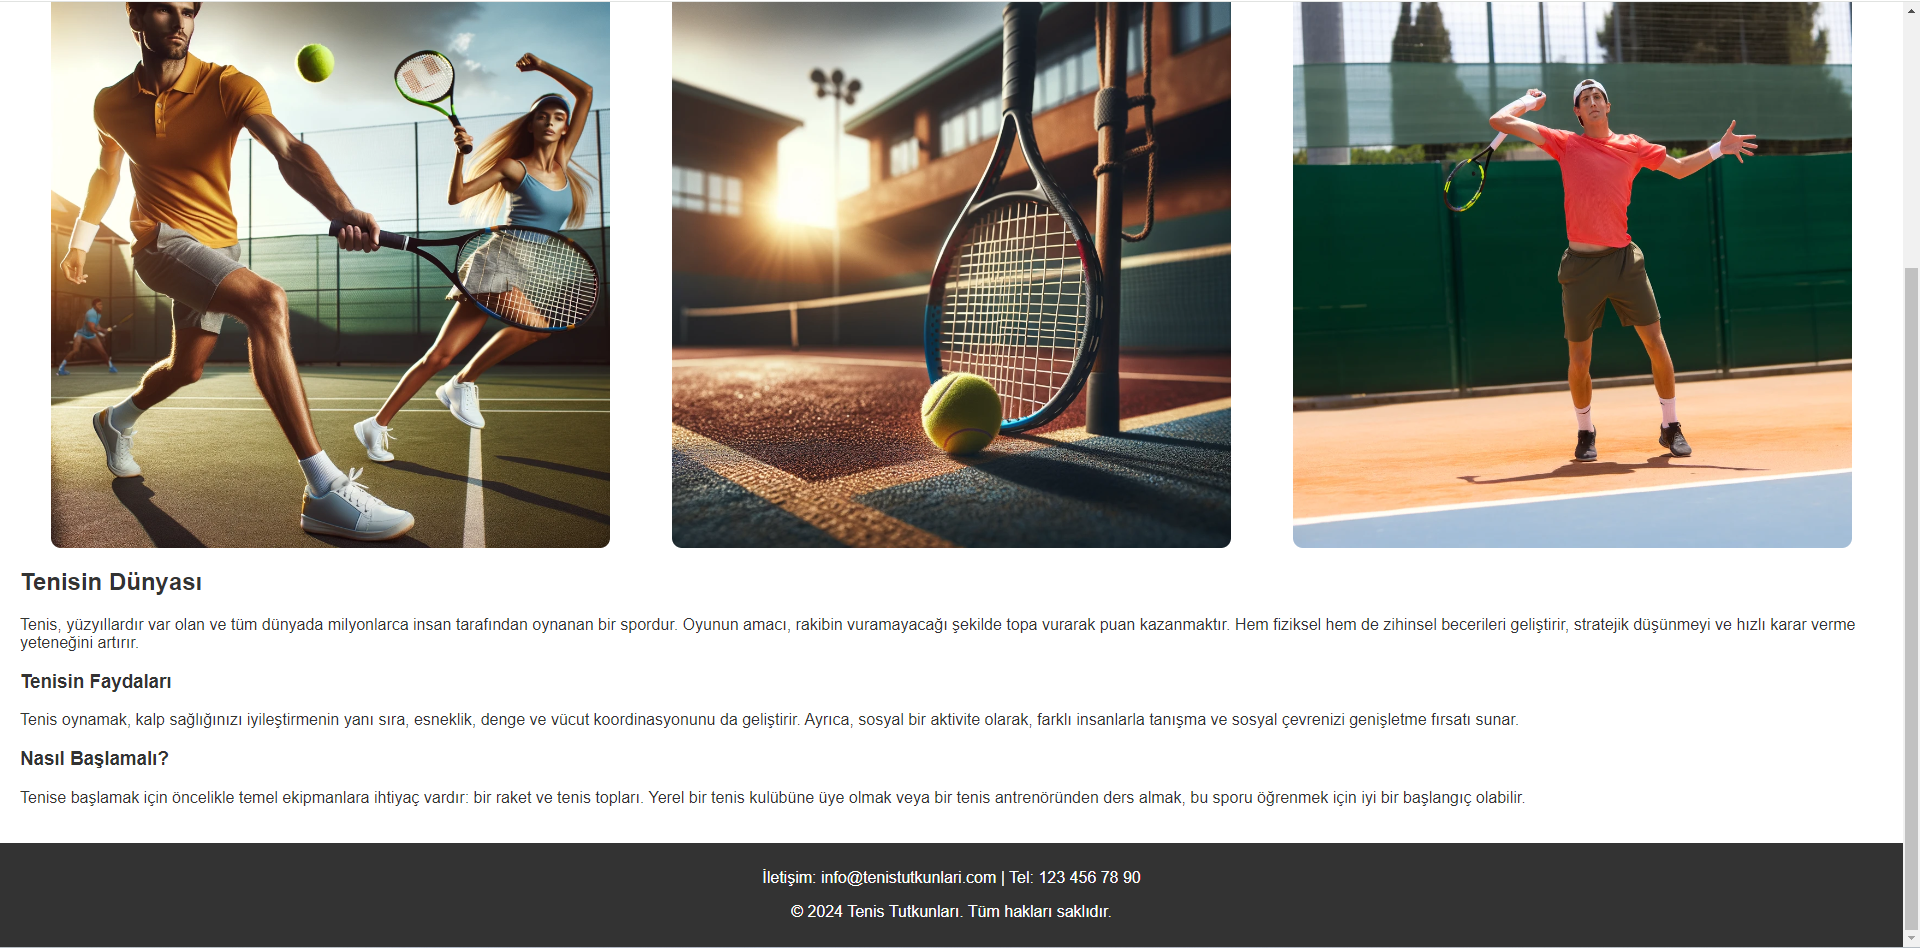 Tenisin Dünyası
Tenis, yüzyıllardır var olan ve tüm dünyada milyonlarca insan tarafından oynanan bir spordur. Oyunun amacı, rakibin vuramayacağı şekilde topa vurarak puan kazanmaktır. Hem fiziksel hem de zihinsel becerileri geliştirir, stratejik düşünmeyi ve hızlı karar verme
yeteneğini artırır.
Tenisin Faydaları
Tenis oynamak, kalp sağlığınızı iyileştirmenin yanı sıra, esneklik, denge ve vücut koordinasyonunu da geliştirir. Ayrıca, sosyal bir aktivite olarak, farklı insanlarla tanışma ve sosyal çevrenizi genişletme fırsatı sunar.
Nasıl Başlamalı?
Tenise başlamak için öncelikle temel ekipmanlara ihtiyaç vardır: bir raket ve tenis topları. Yerel bir tenis kulübüne üye olmak veya bir tenis antrenöründen ders almak, bu sporu öğrenmek için iyi bir başlangıç olabilir.
İletişim: info@tenistutkunlari.com | Tel: 123 456 78 90
© 2024 Tenis Tutkunları. Tüm hakları saklıdır.